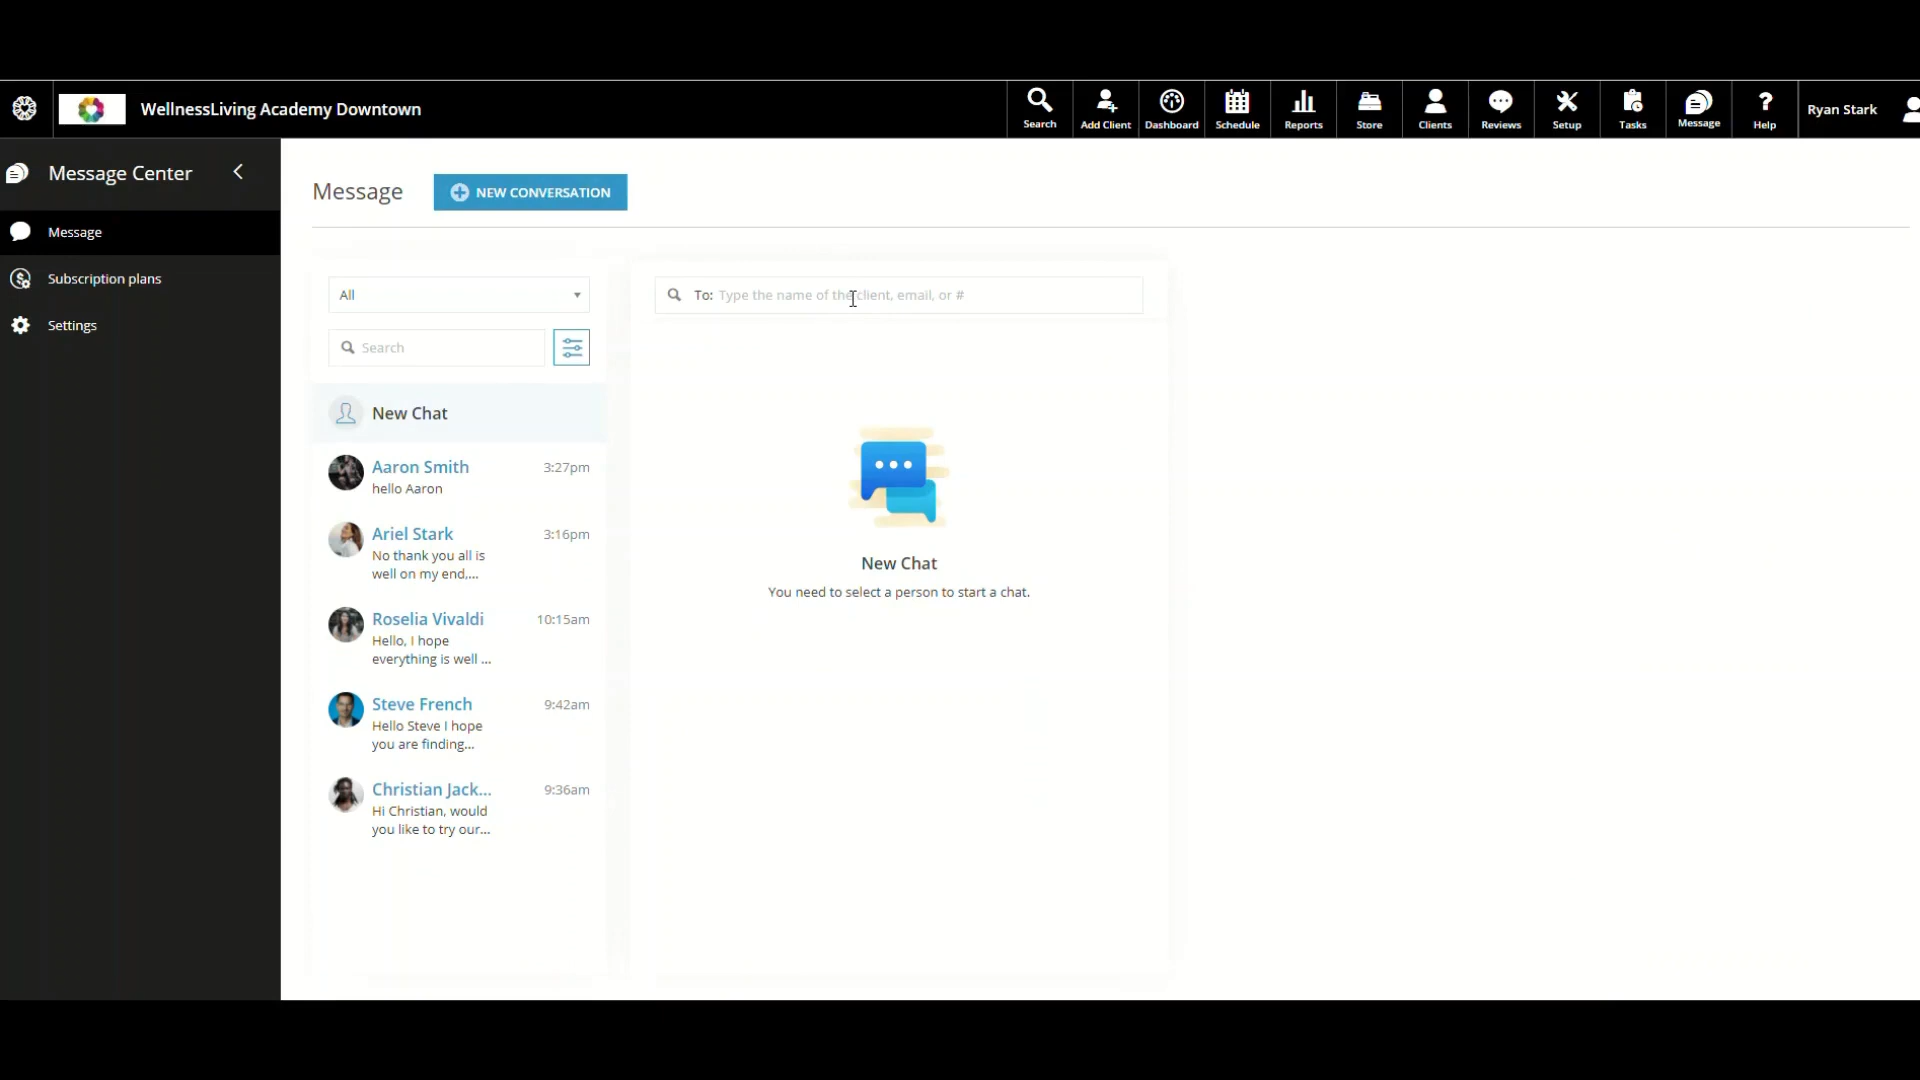 WellnessLiving Academy Downtown
Search
Add Client
Dashboard
Schedule
Reports
Store
Clients
Reviews
Setup
Tasks
Message
Help
Ryan Stark
Message Center
Message
Subscription plans
Settings
Message
NEW CONVERSATION
All
Search
New Chat
Aaron Smith 3:27pm
hello Aaron
Ariel Stark 3:16pm
No thank you all is
well on my end,...
Roselia Vivaldi 10:15am
Hello, I hope
everything is well ...
Steve French 9:42am
Hello Steve I hope
you are finding...
Christian Jack... 9:36am
Hi Christian, would
you like to try our...
To: Type the name of the client, email, or #
New Chat
You need to select a person to start a chat.